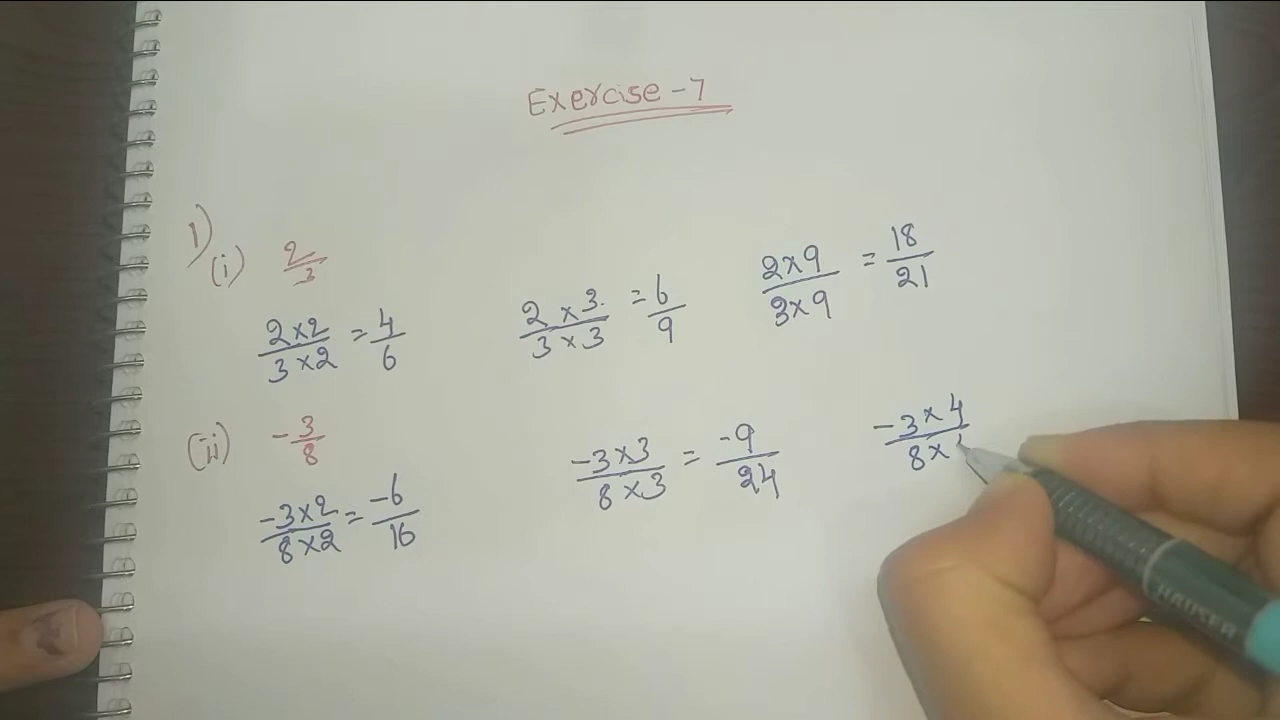 Exercise - 7
1)
(i) 2/3
2×2/3×2 = 4/6
2×3/3×3 = 6/9
2×9/3×9 = 18/21
(ii) -3/8
-3×2/8×2 = -6/16
-3×3/8×3 = -9/24
-3×4/8×
HAUSER